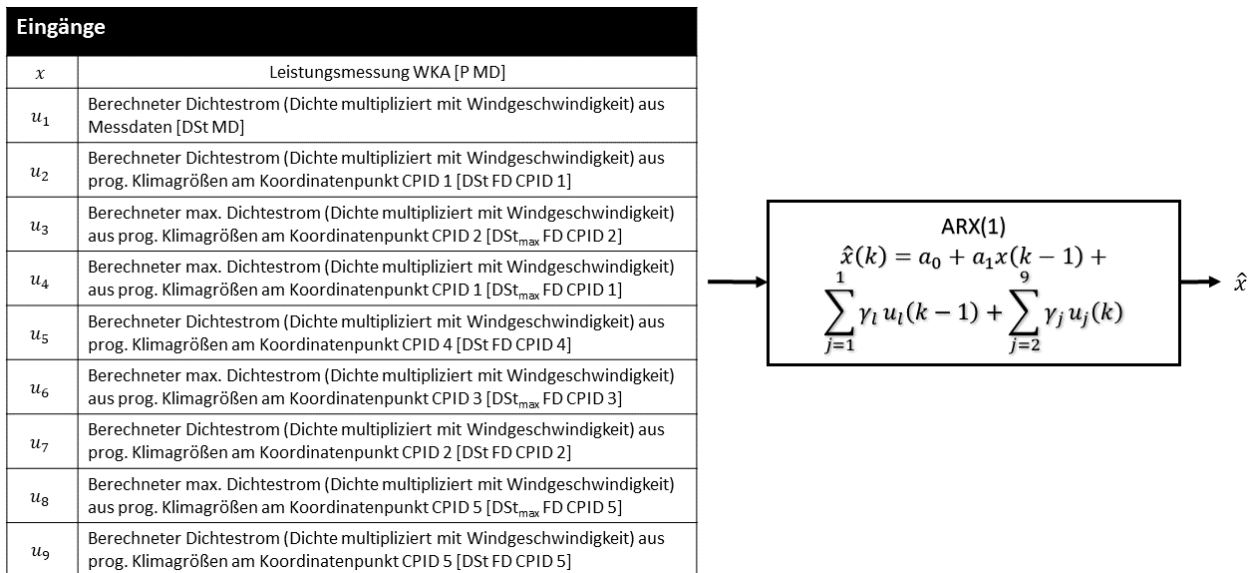 Eingänge
x Leistungsmessung WKA [P MD]
u₁ Berechneter Dichtestrom (Dichte multipliziert mit Windgeschwindigkeit) aus
Messdaten [DSt MD]
u₂ Berechneter Dichtestrom (Dichte multipliziert mit Windgeschwindigkeit) aus
prog. Klimagrößen am Koordinatenpunkt CPID 1 [DSt FD CPID 1]
u₃ Berechneter max. Dichtestrom (Dichte multipliziert mit Windgeschwindigkeit)
aus prog. Klimagrößen am Koordinatenpunkt CPID 2 [DStₘₐₓ FD CPID 2]
u₄ Berechneter max. Dichtestrom (Dichte multipliziert mit Windgeschwindigkeit)
aus prog. Klimagrößen am Koordinatenpunkt CPID 1 [DStₘₐₓ FD CPID 1]
u₅ Berechneter Dichtestrom (Dichte multipliziert mit Windgeschwindigkeit) aus
prog. Klimagrößen am Koordinatenpunkt CPID 4 [DSt FD CPID 4]
u₆ Berechneter max. Dichtestrom (Dichte multipliziert mit Windgeschwindigkeit)
aus prog. Klimagrößen am Koordinatenpunkt CPID 3 [DStₘₐₓ FD CPID 3]
u₇ Berechneter Dichtestrom (Dichte multipliziert mit Windgeschwindigkeit) aus
prog. Klimagrößen am Koordinatenpunkt CPID 2 [DSt FD CPID 2]
u₈ Berechneter max. Dichtestrom (Dichte multipliziert mit Windgeschwindigkeit)
aus prog. Klimagrößen am Koordinatenpunkt CPID 5 [DStₘₐₓ FD CPID 5]
u₉ Berechneter Dichtestrom (Dichte multipliziert mit Windgeschwindigkeit) aus
prog. Klimagrößen am Koordinatenpunkt CPID 5 [DSt FD CPID 5]
ARX(1)
x̂(k) = a₀ + a₁x(k − 1) +
1 9
∑ γₗ uₗ(k − 1) + ∑ γⱼ uⱼ(k)
j=1 j=2
x̂